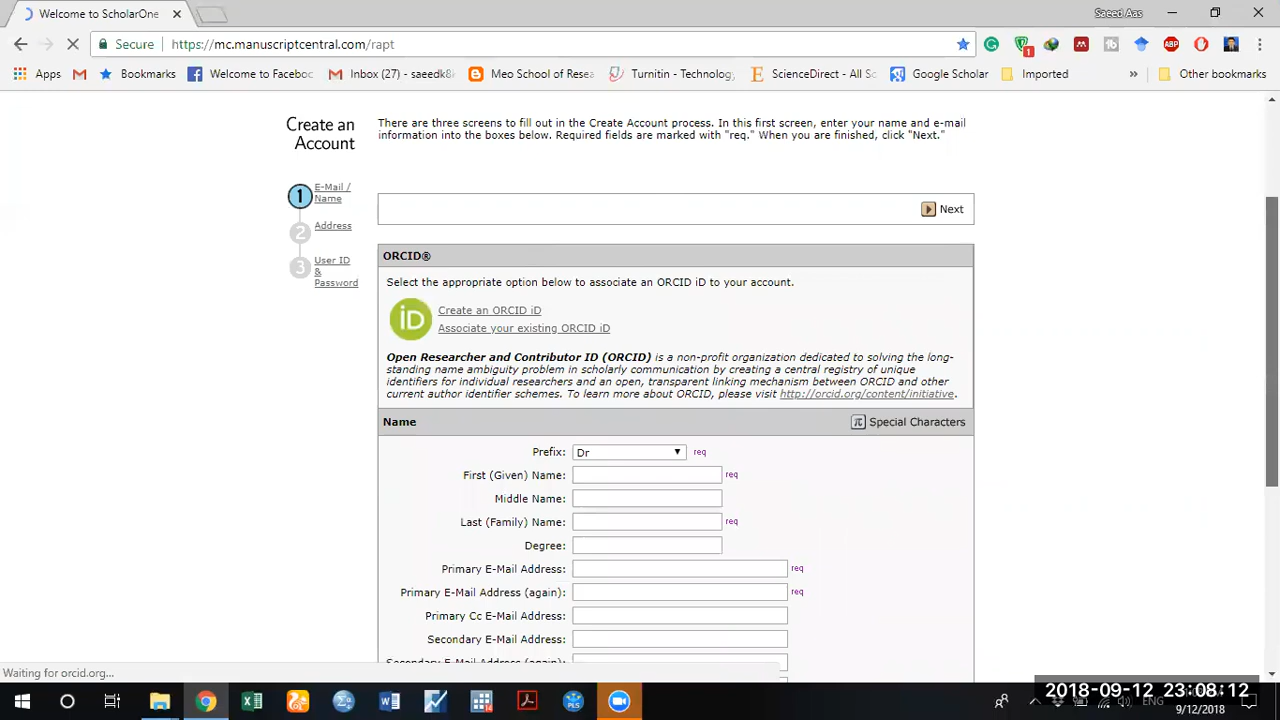 Welcome to ScholarOne
Saeed Aas
Secure
https://mc.manuscriptcentral.com/rapt
1
Apps
Bookmarks
Welcome to Faceboc
Inbox (27) - saeedk8
Meo School of Resea
Turnitin - Technolog
ScienceDirect - All Sc
Google Scholar
Imported
»
Other bookmarks
Create an
Account
There are three screens to fill out in the Create Account process. In this first screen, enter your name and e-mail
information into the boxes below. Required fields are marked with "req." When you are finished, click "Next."
1 E-Mail /
Name
2 Address
3 User ID
&
Password
Next
ORCID®
Select the appropriate option below to associate an ORCID iD to your account.
iD
Create an ORCID iD
Associate your existing ORCID iD
Open Researcher and Contributor ID (ORCID) is a non-profit organization dedicated to solving the long-
standing name ambiguity problem in scholarly communication by creating a central registry of unique
identifiers for individual researchers and an open, transparent linking mechanism between ORCID and other
current author identifier schemes. To learn more about ORCID, please visit http://orcid.org/content/initiative.
Name
Special Characters
Prefix: Dr req
First (Given) Name: req
Middle Name:
Last (Family) Name: req
Degree:
Primary E-Mail Address: req
Primary E-Mail Address (again): req
Primary Cc E-Mail Address:
Secondary E-Mail Address:
Secondary E-Mail Address (again):
Waiting for orcid.org...
2018-09-12 23:08:12
ENG
9/12/2018